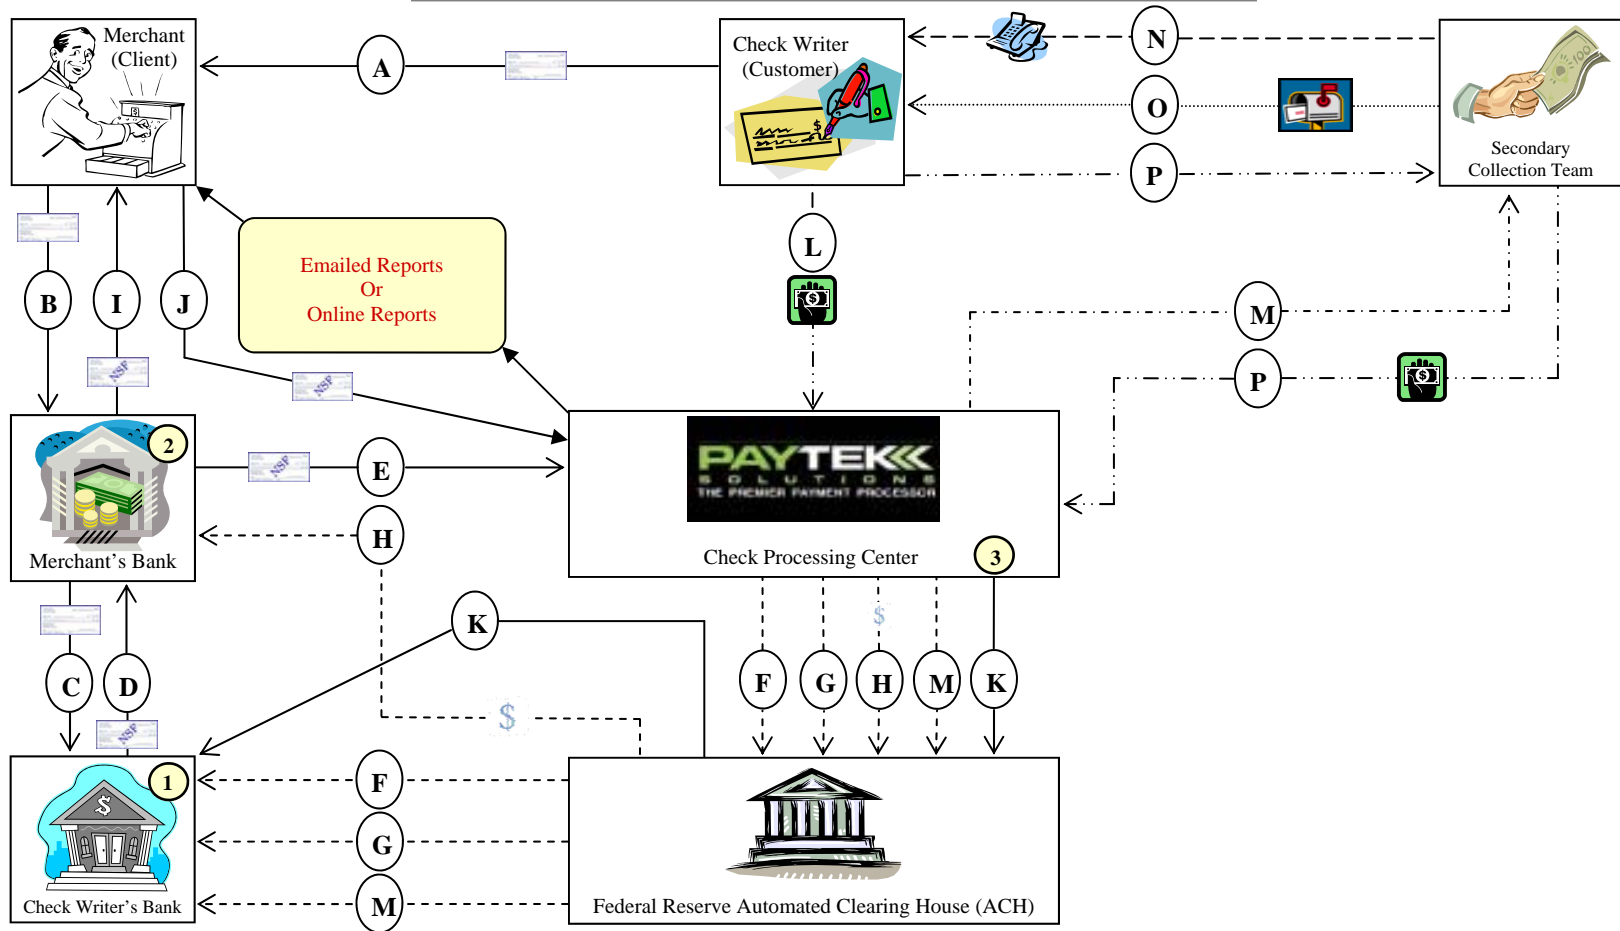 Merchant
(Client)
A
Check Writer
(Customer)
$
N
O
P
Secondary
Collection Team
100
L
$
B
I
J
NSF
Emailed Reports
Or
Online Reports
M
P
$
NSF
2
Merchant's Bank
NSF
E
H
PAYTEK
SOLUTIONS
THE PREMIER PAYMENT PROCESSOR
Check Processing Center
3
K
$
C
D
F
G
H
M
K
$
NSF
1
$
Check Writer's Bank
F
G
M
Federal Reserve Automated Clearing House (ACH)